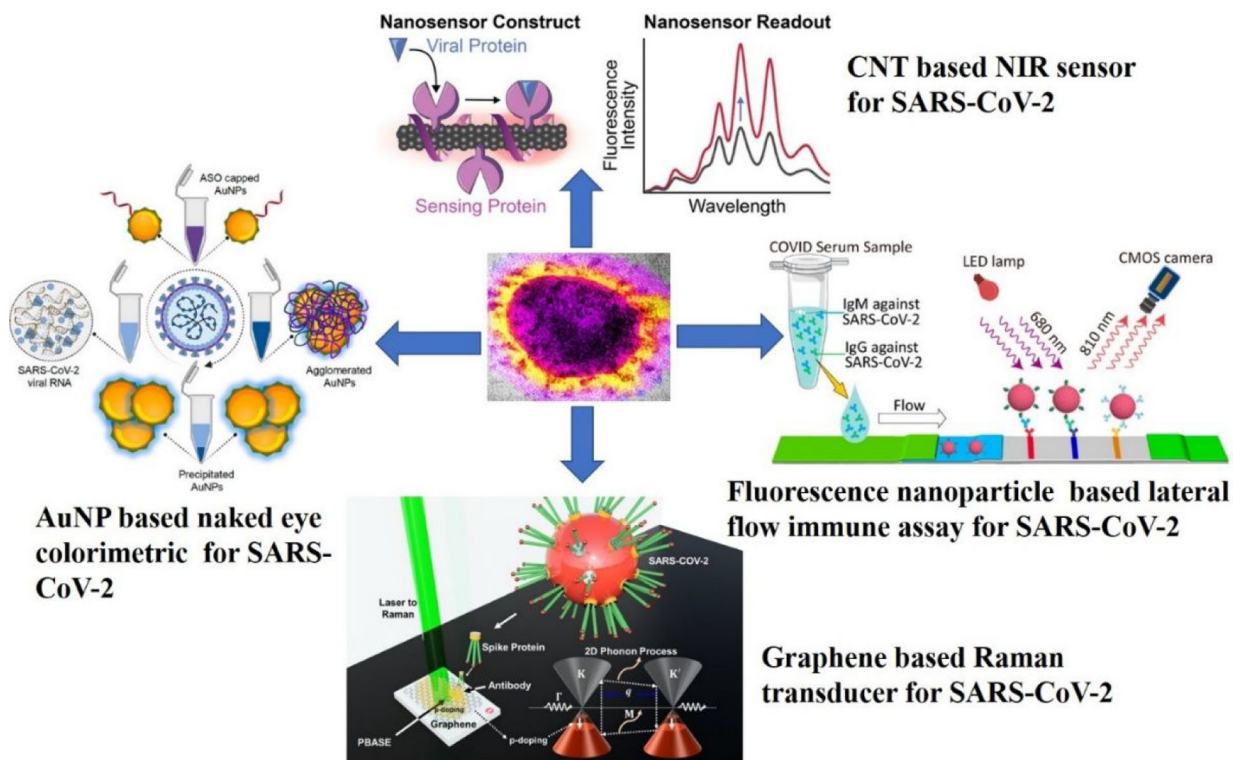 Nanosensor Construct
Viral Protein
Sensing Protein
Nanosensor Readout
Fluorescence
Intensity
Wavelength
CNT based NIR sensor
for SARS-CoV-2
ASO capped
AuNPs
SARS-CoV-2
viral RNA
Agglomerated
AuNPs
Precipitated
AuNPs
AuNP based naked eye
colorimetric for SARS-
CoV-2
COVID Serum Sample
IgM against
SARS-CoV-2
IgG against
SARS-CoV-2
Flow
LED lamp
CMOS camera
680 nm
810 nm
Fluorescence nanoparticle based lateral
flow immune assay for SARS-CoV-2
SARS-COV-2
Laser to
Raman
Spike Protein
Antibody
p-doping
Graphene
PBASE
p-doping
2D Phonon Process
K
K'
q
Γ
M
Graphene based Raman
transducer for SARS-CoV-2